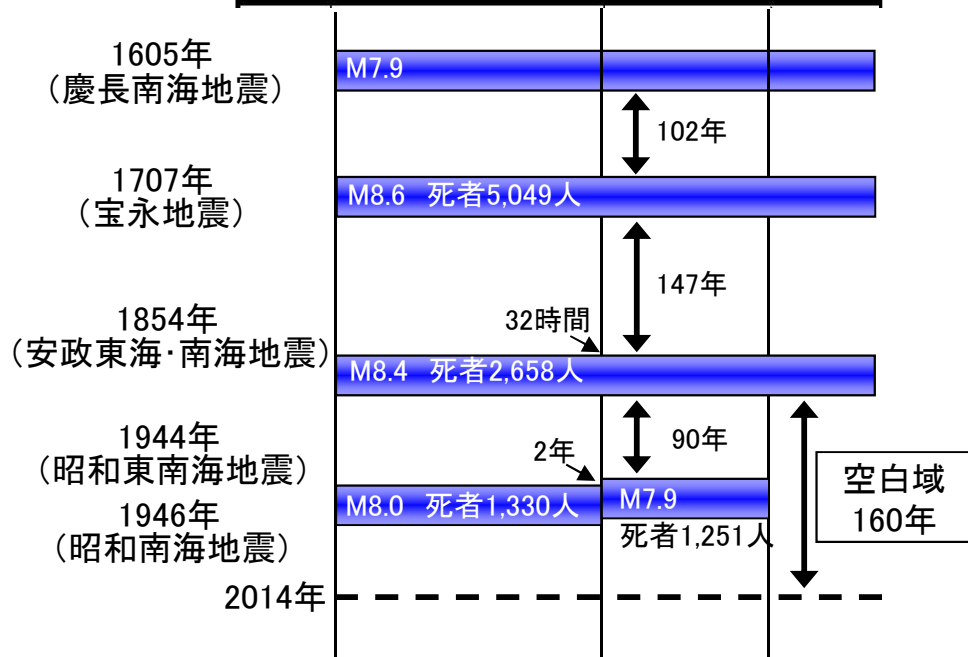 1605年
（慶長南海地震）
M7.9
102年
1707年
（宝永地震）
M8.6 死者5,049人
147年
1854年
（安政東海・南海地震）
32時間
M8.4 死者2,658人
90年
1944年
（昭和東南海地震）
2年
M7.9
死者1,251人
1946年
（昭和南海地震）
M8.0 死者1,330人
空白域
160年
2014年